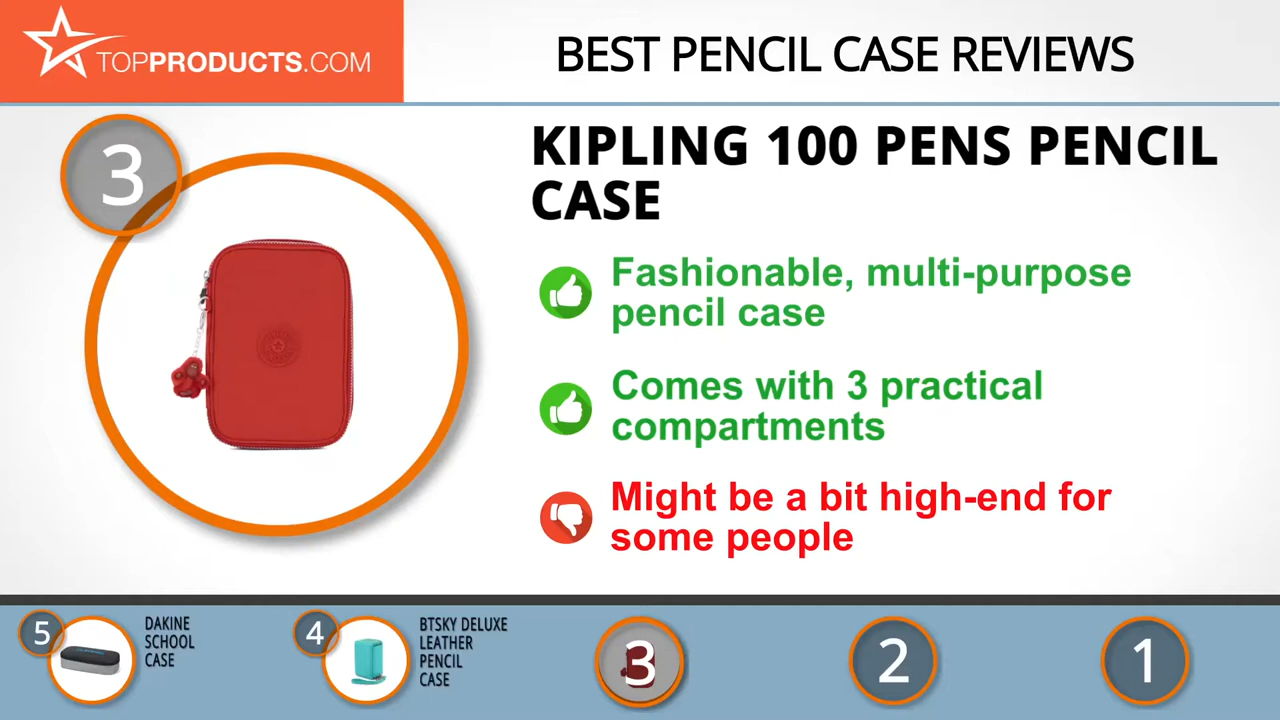 TOPPRODUCTS.COM
BEST PENCIL CASE REVIEWS
3
KIPLING 100 PENS PENCIL
CASE
Fashionable, multi-purpose
pencil case
Comes with 3 practical
compartments
Might be a bit high-end for
some people
5
DAKINE
SCHOOL
CASE
4
BTSKY DELUXE
LEATHER
PENCIL
CASE
3
2
1